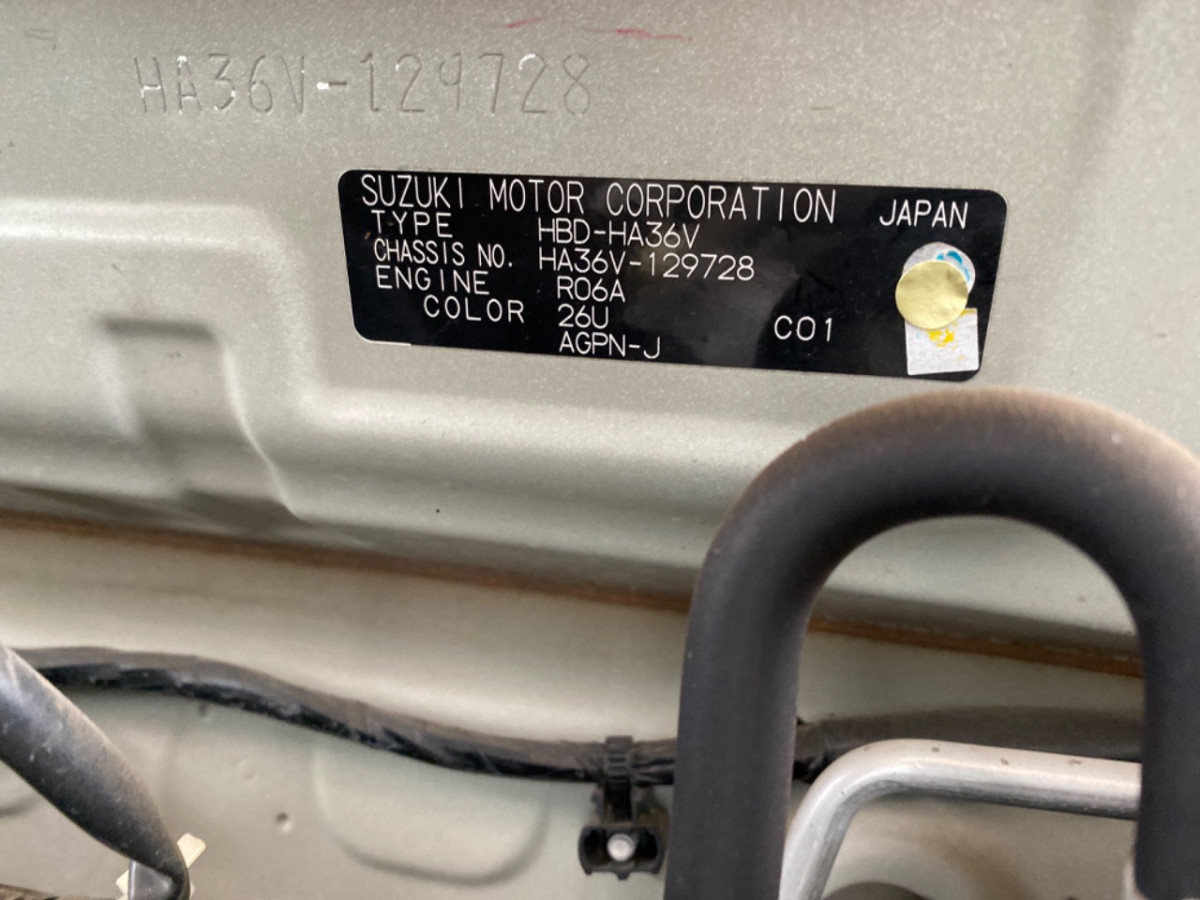 HA36V-129728
SUZUKI MOTOR CORPORATION JAPAN
TYPE HBD-HA36V
CHASSIS NO. HA36V-129728
ENGINE R06A
COLOR 26U C01
AGPN-J